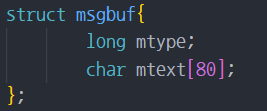 struct msgbuf{
        long mtype;
        char mtext[80];
};